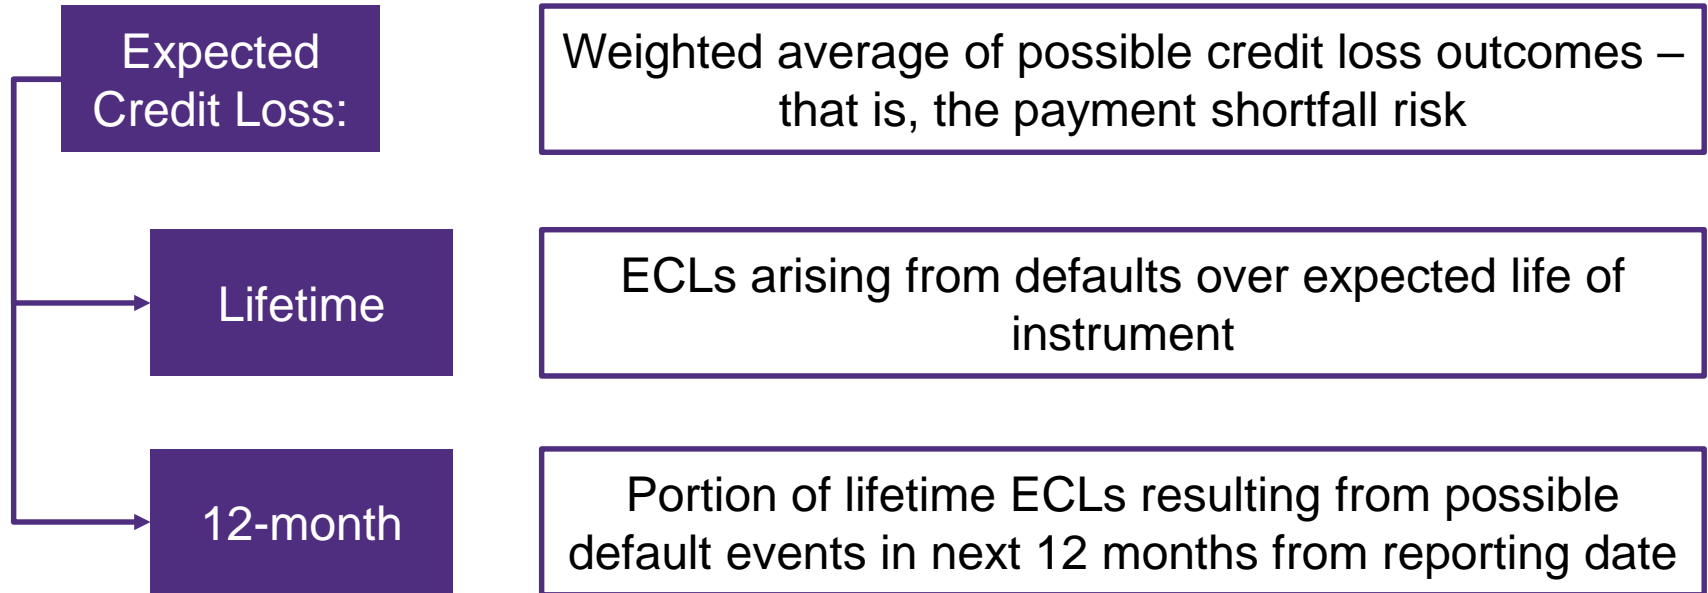 Expected
Credit Loss:
Weighted average of possible credit loss outcomes –
that is, the payment shortfall risk
Lifetime
ECLs arising from defaults over expected life of
instrument
12-month
Portion of lifetime ECLs resulting from possible
default events in next 12 months from reporting date